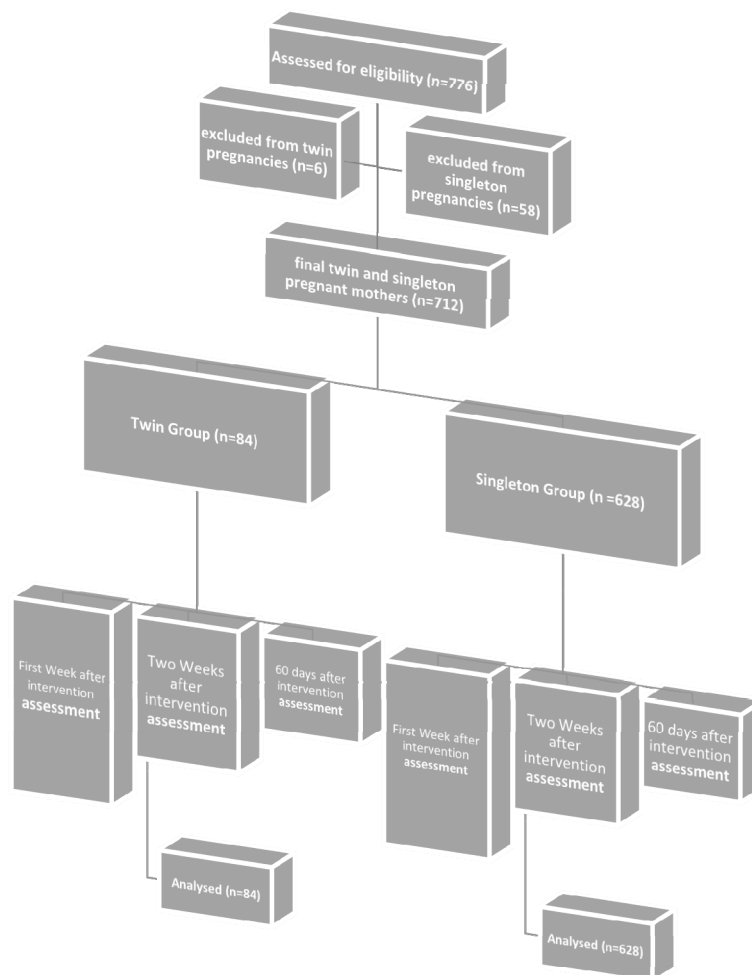 Assessed for eligibility (n=776)
excluded from twin
pregnancies (n=6)
excluded from
singleton
pregnancies (n=58)
final twin and singleton
pregnant mothers (n=712)
Twin Group (n=84)
Singleton Group (n =628)
First Week after
intervention
assessment
Two Weeks
after
intervention
assessment
60 days after
intervention
assessment
First Week after
intervention
assessment
Two Weeks
after
intervention
assessment
60 days after
intervention
assessment
Analysed (n=84)
Analysed (n=628)